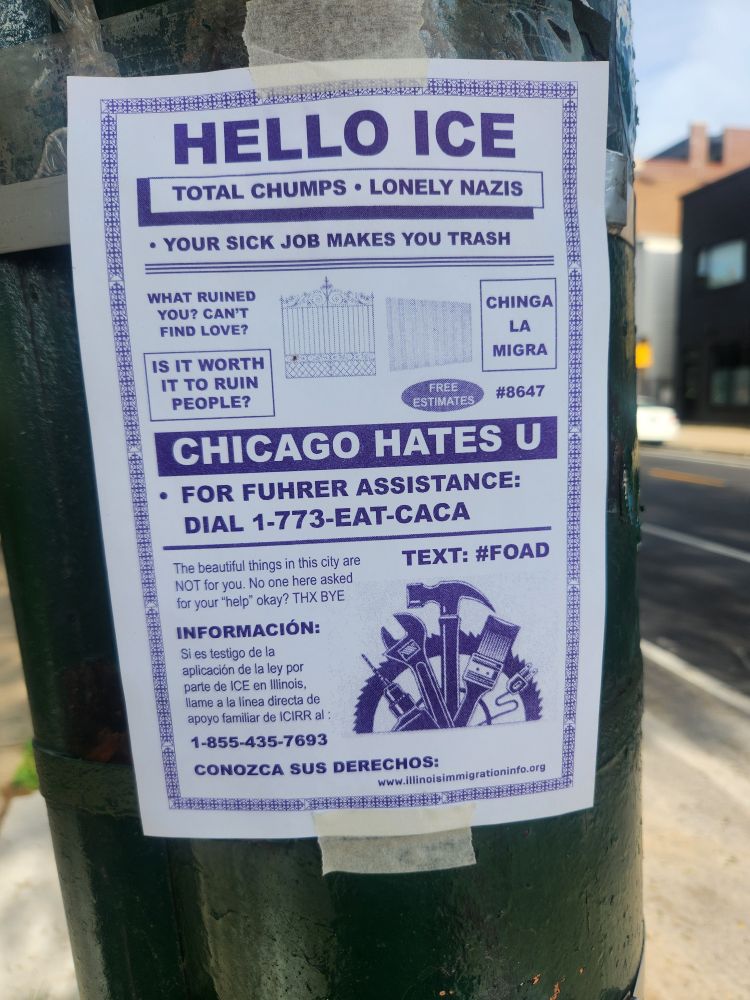 HELLO ICE
TOTAL CHUMPS • LONELY NAZIS
• YOUR SICK JOB MAKES YOU TRASH
WHAT RUINED
YOU? CAN'T
FIND LOVE?
IS IT WORTH
IT TO RUIN
PEOPLE?
CHINGA
LA
MIGRA
FREE
ESTIMATES
#8647
CHICAGO HATES U
• FOR FUHRER ASSISTANCE:
DIAL 1-773-EAT-CACA
TEXT: #FOAD
The beautiful things in this city are
NOT for you. No one here asked
for your "help" okay? THX BYE
INFORMACIÓN:
Si es testigo de la
aplicación de la ley por
parte de ICE en Illinois,
llame a la línea directa de
apoyo familiar de ICIRR al :
1-855-435-7693
CONOZCA SUS DERECHOS:
www.illinoisimmigrationinfo.org